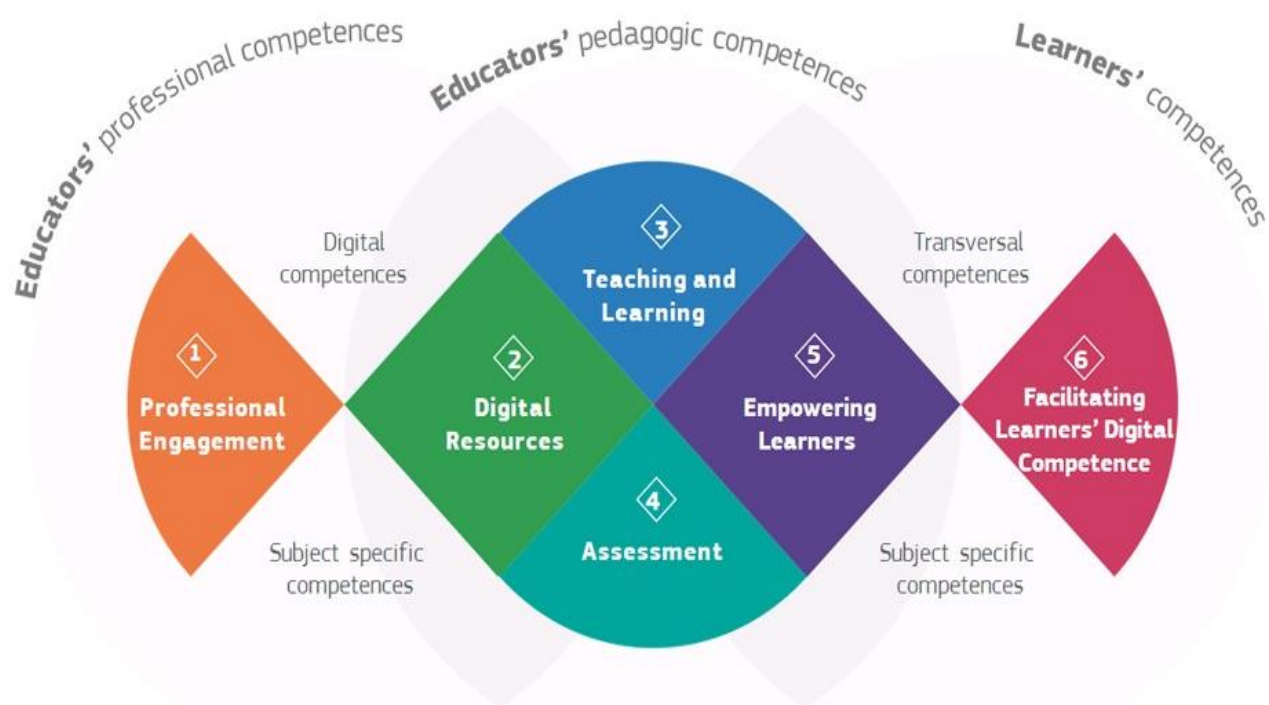 Educators' professional competences
Educators' pedagogic competences
Learners' competences
Digital
competences
Transversal
competences
1
Professional
Engagement
2
Digital
Resources
3
Teaching and
Learning
4
Assessment
5
Empowering
Learners
6
Facilitating
Learners' Digital
Competence
Subject specific
competences
Subject specific
competences